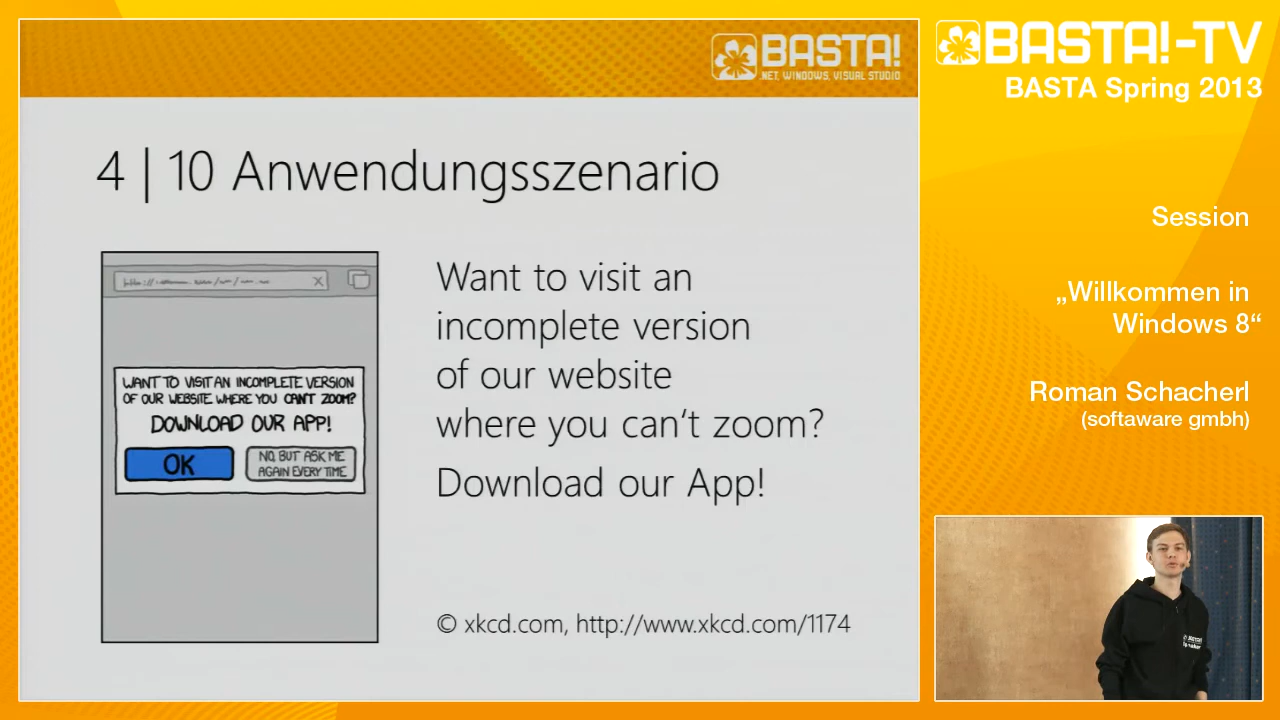 BASTA!
.NET, WINDOWS, VISUAL STUDIO
4 | 10 Anwendungsszenario
WANT TO VISIT AN INCOMPLETE VERSION
OF OUR WEBSITE WHERE YOU CAN'T ZOOM?
DOWNLOAD OUR APP!
OK
NO, BUT ASK ME
AGAIN EVERY TIME
Want to visit an
incomplete version
of our website
where you can't zoom?
Download our App!
© xkcd.com, http://www.xkcd.com/1174
BASTA!-TV
BASTA Spring 2013
Session
„Willkommen in
Windows 8“
Roman Schacherl
(softaware gmbh)
BASTA!